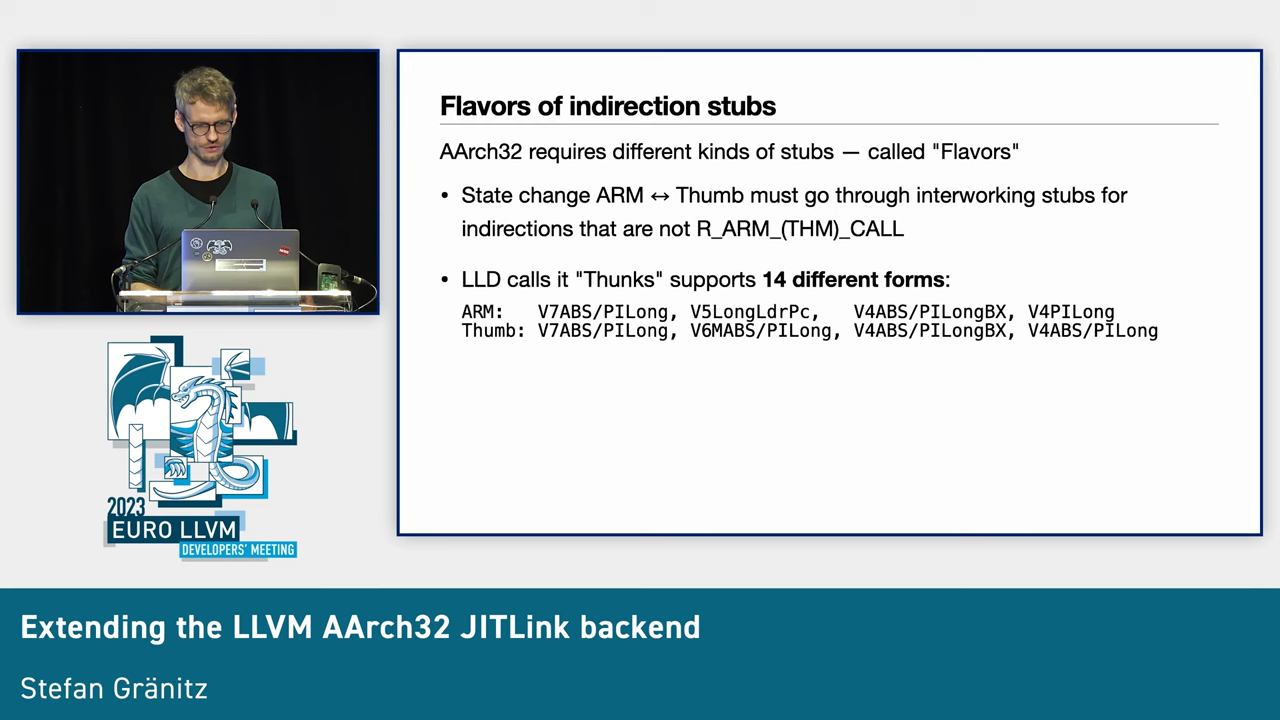 Flavors of indirection stubs
AArch32 requires different kinds of stubs — called "Flavors"
• State change ARM ↔ Thumb must go through interworking stubs for
indirections that are not R_ARM_(THM)_CALL
• LLD calls it "Thunks" supports 14 different forms:
ARM: V7ABS/PILong, V5LongLdrPc, V4ABS/PILongBX, V4PILong
Thumb: V7ABS/PILong, V6MABS/PILong, V4ABS/PILongBX, V4ABS/PILong
2023
EURO LLVM
DEVELOPERS' MEETING
Extending the LLVM AArch32 JITLink backend
Stefan Gränitz